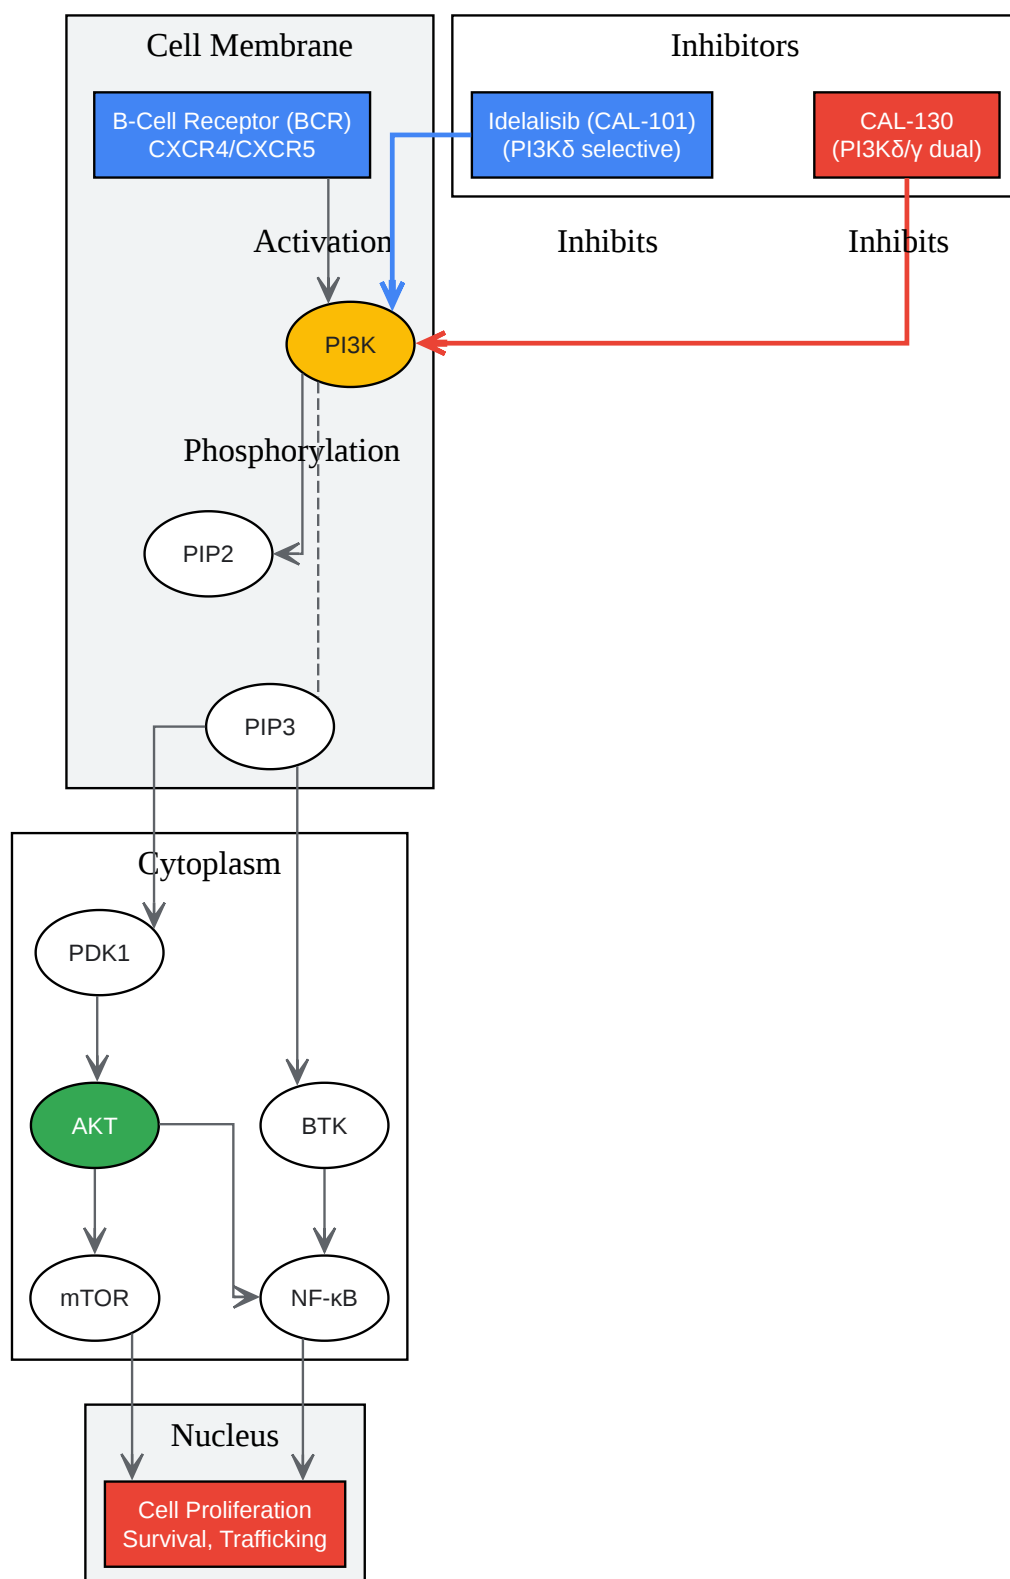 Cell Membrane
Inhibitors
B-Cell Receptor (BCR)
CXCR4/CXCR5
Idelalisib (CAL-101)
(PI3Kδ selective)
CAL-130
(PI3Kδ/γ dual)
Activation
Inhibits
Inhibits
PI3K
Phosphorylation
PIP2
PIP3
Cytoplasm
PDK1
AKT
BTK
mTOR
NF-κB
Nucleus
Cell Proliferation
Survival, Trafficking